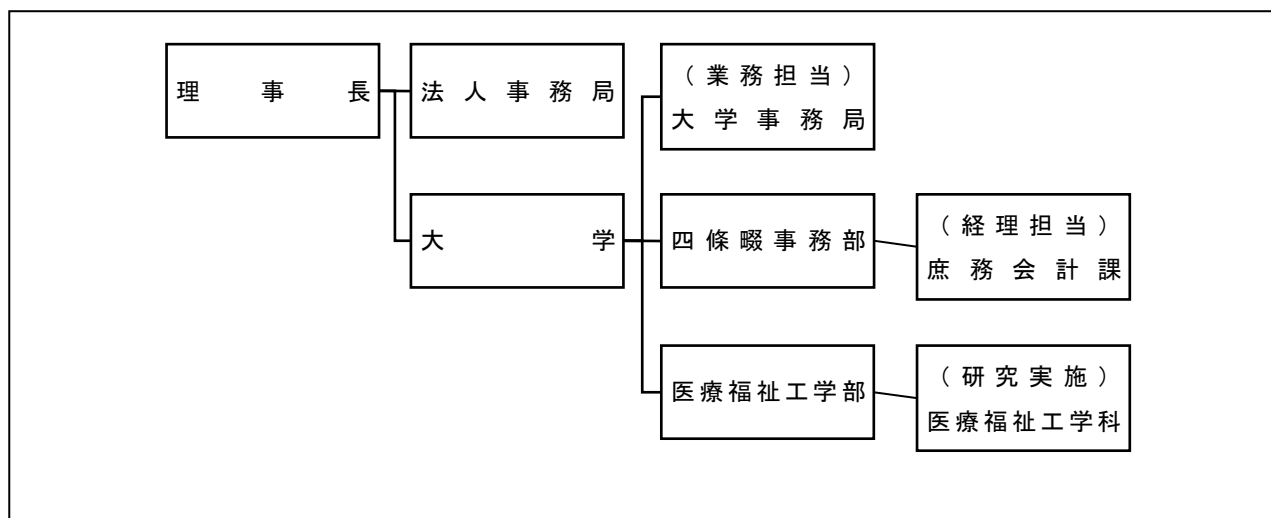 理事長
法人事務局
（業務担当）
大学事務局
大学
四條畷事務部
（経理担当）
庶務会計課
医療福祉工学部
（研究実施）
医療福祉工学科